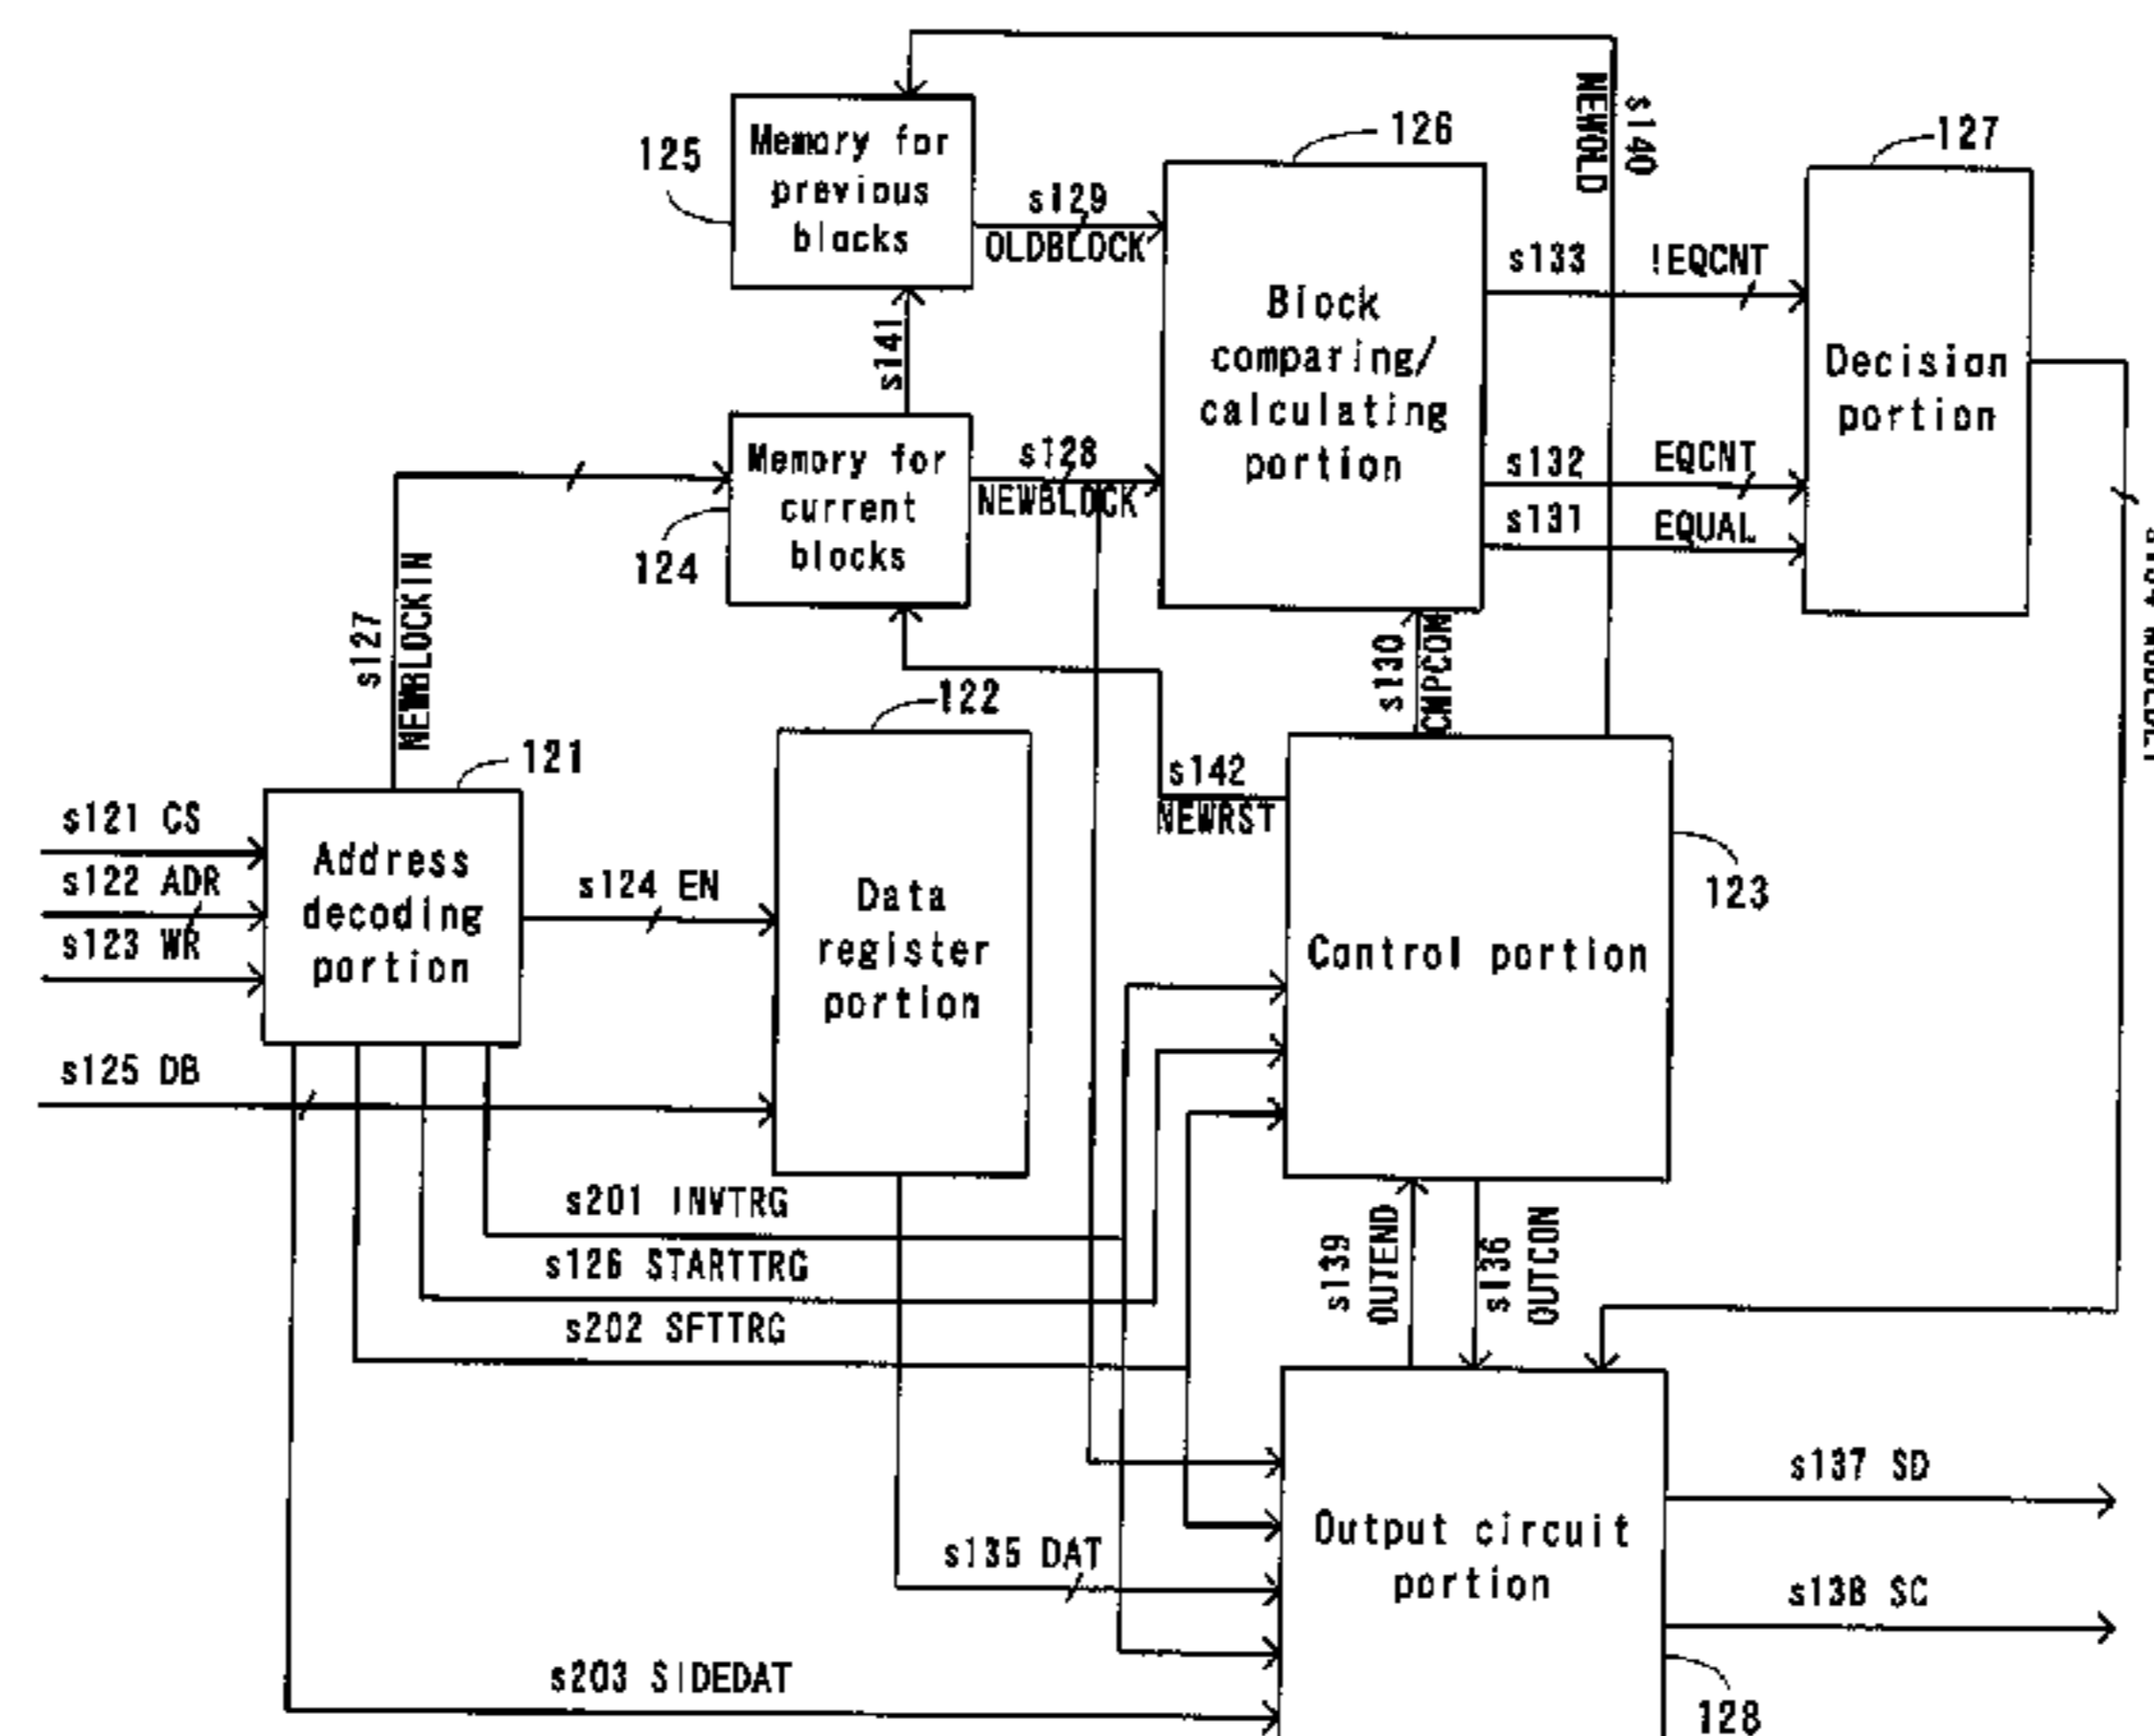 s140
NEWOLD
125
Memory for
previous
blocks
126
127
s129
OLDBLOCK
Block
comparing/
calculating
portion
s133 !EQCNT
Decision
portion
s141
s132 EQCNT
s131 EQUAL
124
Memory for
current
blocks
s128
NEWBLOCK
s127
NEWBLOCKIN
s130
CMPCON
122
121
s142
NEWRST
123
s121 CS
s122 ADR
s123 WR
Address
decoding
portion
s124 EN
Data
register
portion
Control portion
s125 DB
s201 INVTRG
s126 STARTTRG
s202 SFTTRG
s139
OUTEND
s136
OUTCON
s137 SD
s135 DAT
Output circuit
portion
s138 SC
s203 SIDEDAT
128